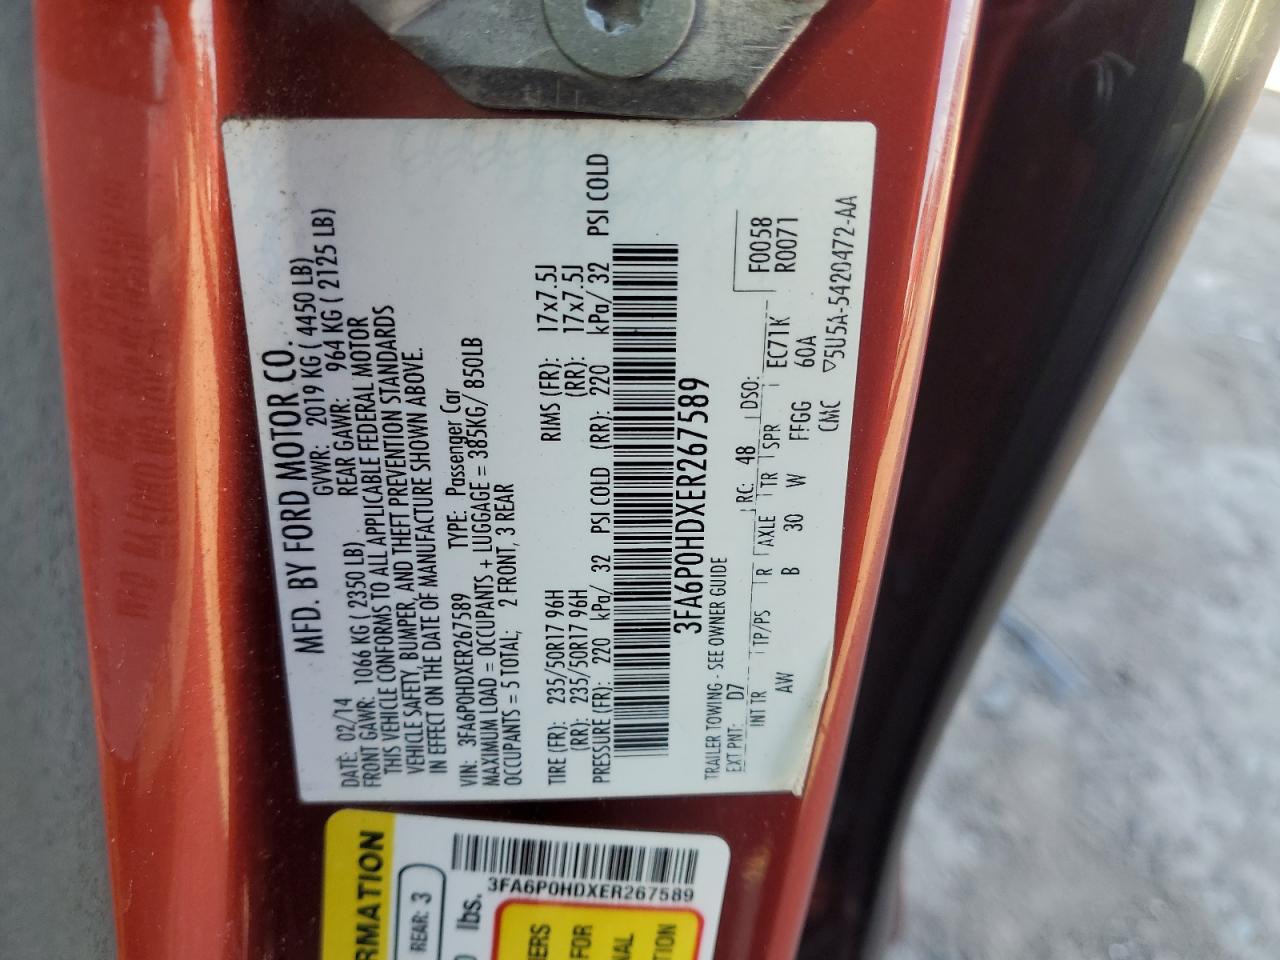 MFD. BY FORD MOTOR CO.
DATE: 02/14 GVWR: 2019 KG ( 4450 LB)
FRONT GAWR: 1066 KG ( 2350 LB) REAR GAWR: 964 KG ( 2125 LB)
THIS VEHICLE CONFORMS TO ALL APPLICABLE FEDERAL MOTOR
VEHICLE SAFETY, BUMPER, AND THEFT PREVENTION STANDARDS
IN EFFECT ON THE DATE OF MANUFACTURE SHOWN ABOVE.
VIN: 3FA6P0HDXER267589 TYPE: Passenger Car
MAXIMUM LOAD = OCCUPANTS + LUGGAGE = 385KG/ 850LB
OCCUPANTS = 5 TOTAL; 2 FRONT, 3 REAR
TIRE (FR): 235/50R17 96H RIMS (FR): 17x7.5J
(RR): 235/50R17 96H (RR): 17x7.5J
PRESSURE (FR): 220 kPa/ 32 PSI COLD (RR): 220 kPa/ 32 PSI COLD
3FA6P0HDXER267589
TRAILER TOWING - SEE OWNER GUIDE
F0058
R0071
EXT PNT: D7 RC: 48 DSO: EC71K
INT TR TP/PS R AXLE TR SPR 60A
AW B 30 W FFGG
CMC ▽5U5A-5420472-AA
RMATION
REAR: 3
lbs.
3FA6P0HDXER267589
ERS
FOR
NAL
TION